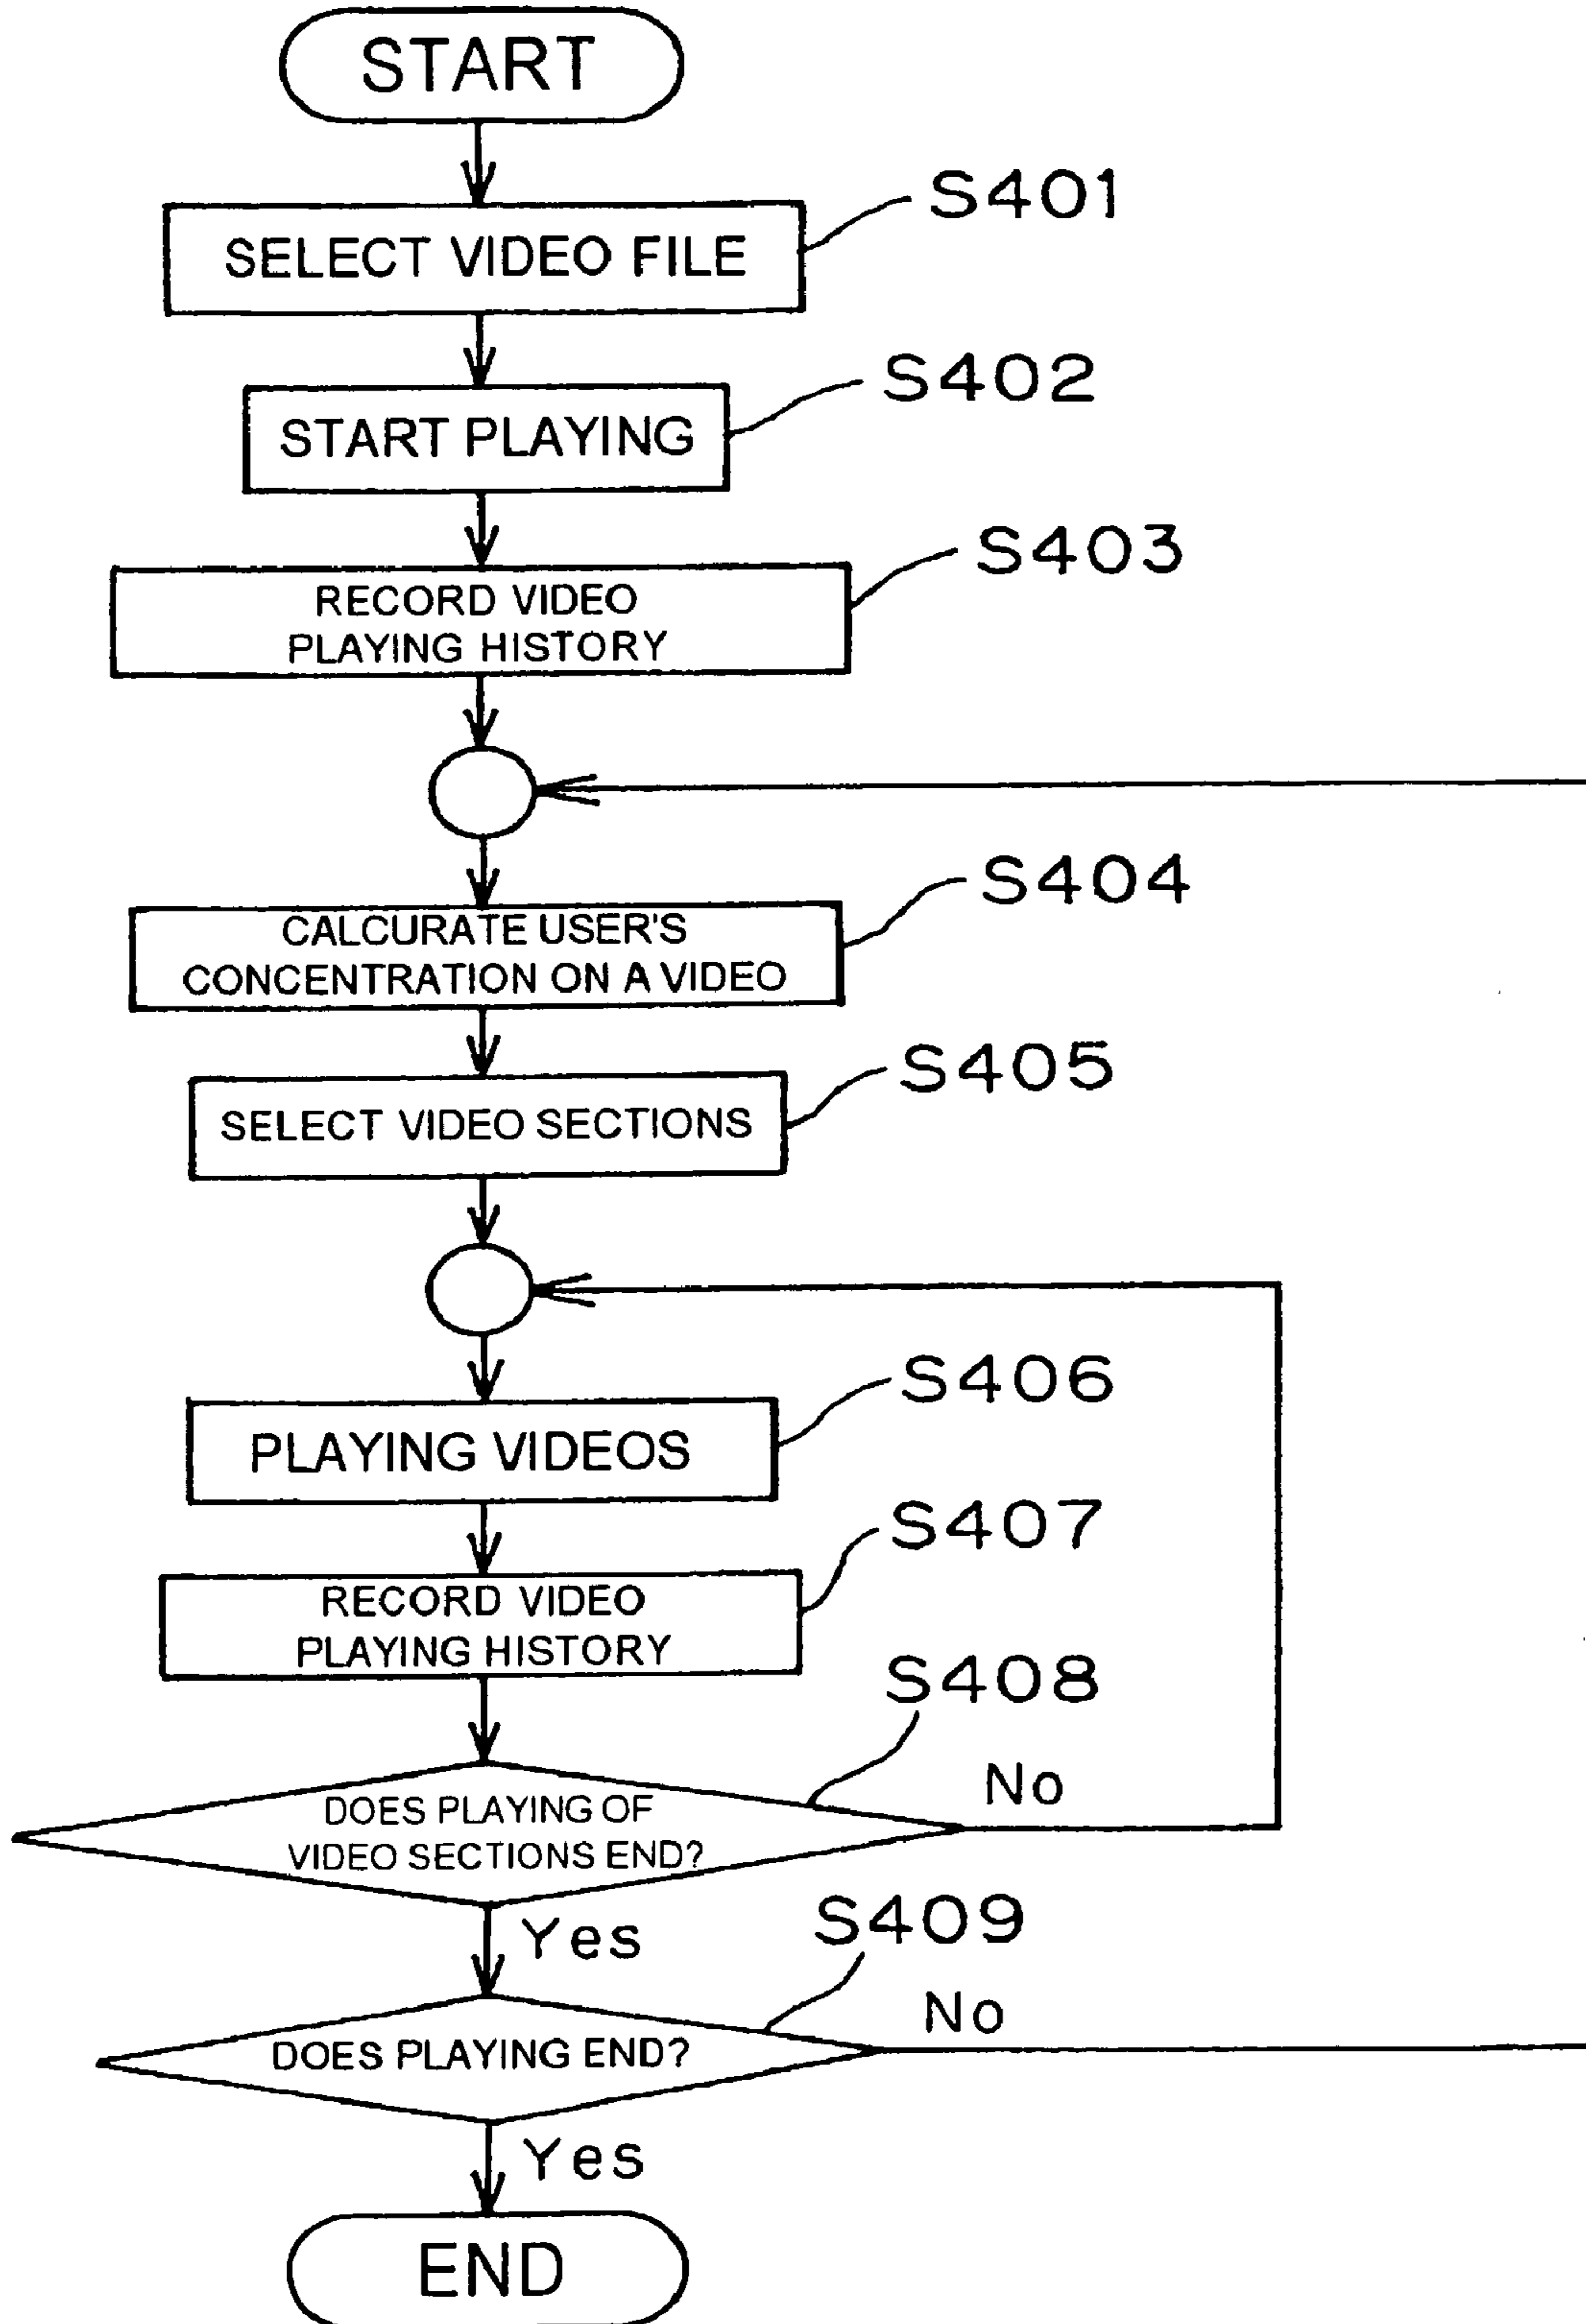 START
S401
SELECT VIDEO FILE
S402
START PLAYING
S403
RECORD VIDEO
PLAYING HISTORY
S404
CALCURATE USER'S
CONCENTRATION ON A VIDEO
S405
SELECT VIDEO SECTIONS
S406
PLAYING VIDEOS
S407
RECORD VIDEO
PLAYING HISTORY
S408
No
DOES PLAYING OF
VIDEO SECTIONS END?
Yes
S409
No
DOES PLAYING END?
Yes
END